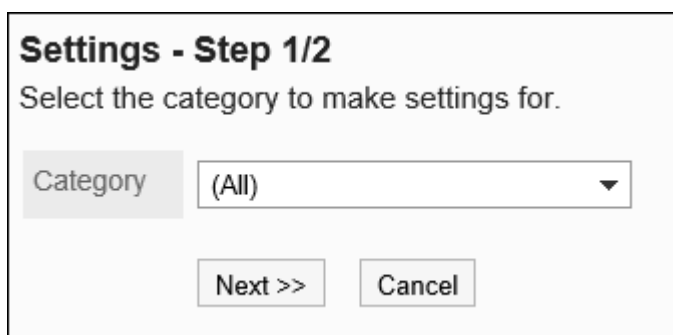 Settings - Step 1/2
Select the category to make settings for.
Category (All)
Next >> Cancel